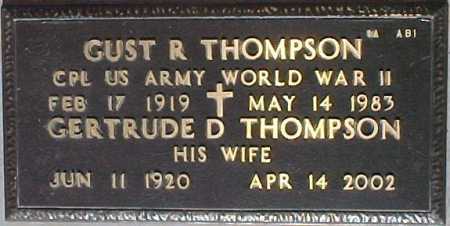 GUST R THOMPSON
CPL US ARMY WORLD WAR II
FEB 17 1919 MAY 14 1983
GERTRUDE D THOMPSON
HIS WIFE
JUN 11 1920 APR 14 2002